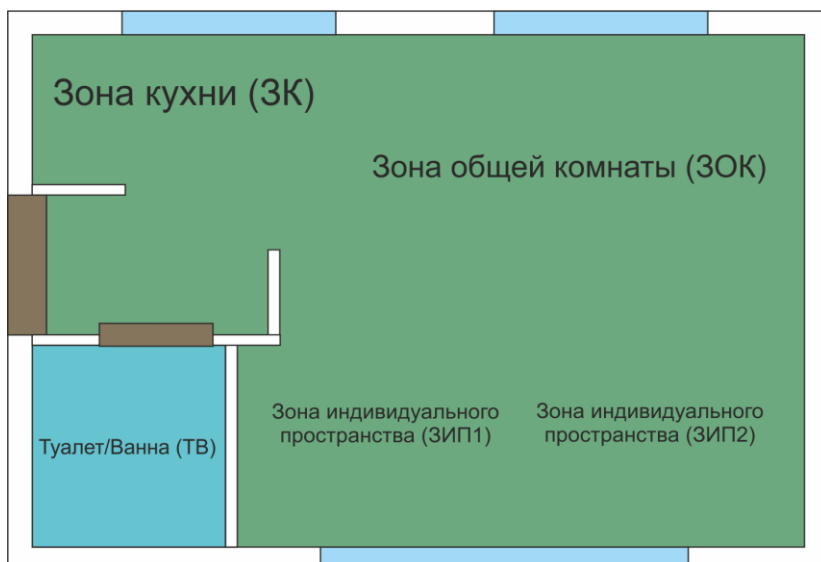 Зона кухни (ЗК)
Зона общей комнаты (ЗОК)
Зона индивидуального
пространства (ЗИП1)
Зона индивидуального
пространства (ЗИП2)
Туалет/Ванна (ТВ)